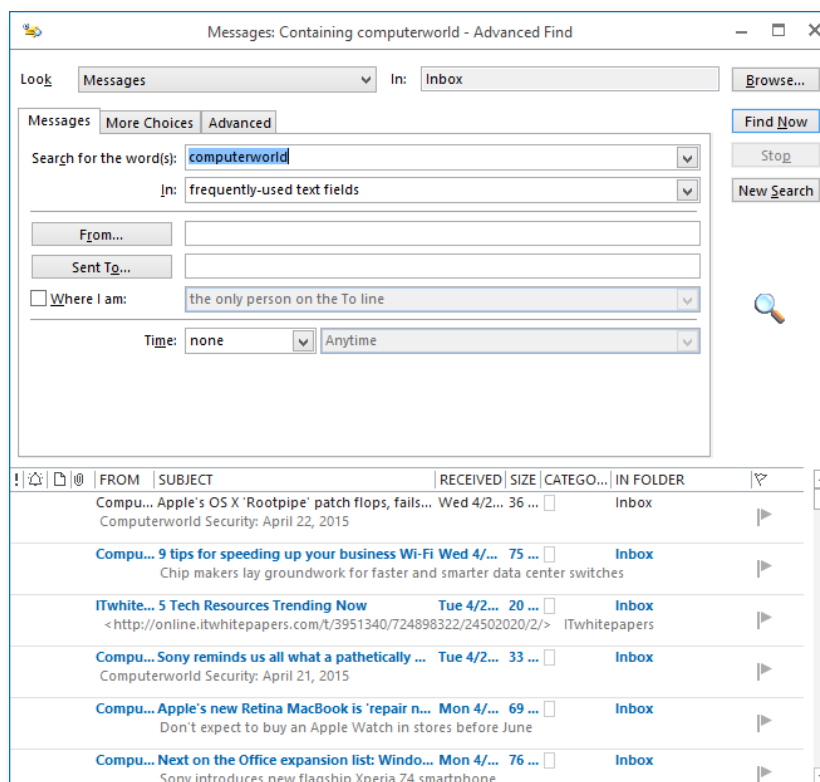 Messages: Containing computerworld - Advanced Find
Look Messages In: Inbox Browse...
Messages More Choices Advanced Find Now
Search for the word(s): computerworld Stop
In: frequently-used text fields New Search
From...
Sent To...
Where I am: the only person on the To line
Time: none Anytime
! FROM SUBJECT RECEIVED SIZE CATEGO... IN FOLDER
Compu... Apple's OS X 'Rootpipe' patch flops, fails... Wed 4/2... 36 ... Inbox
Computerworld Security: April 22, 2015
Compu... 9 tips for speeding up your business Wi-Fi Wed 4/... 75 ... Inbox
Chip makers lay groundwork for faster and smarter data center switches
ITwhite... 5 Tech Resources Trending Now Tue 4/2... 20 ... Inbox
<http://online.itwhitepapers.com/t/3951340/724898322/24502020/2/> ITwhitepapers
Compu... Sony reminds us all what a pathetically ... Tue 4/2... 33 ... Inbox
Computerworld Security: April 21, 2015
Compu... Apple's new Retina MacBook is 'repair n... Mon 4/... 69 ... Inbox
Don't expect to buy an Apple Watch in stores before June
Compu... Next on the Office expansion list: Windo... Mon 4/... 76 ... Inbox
Sony introduces new flagship Xperia Z4 smartphone